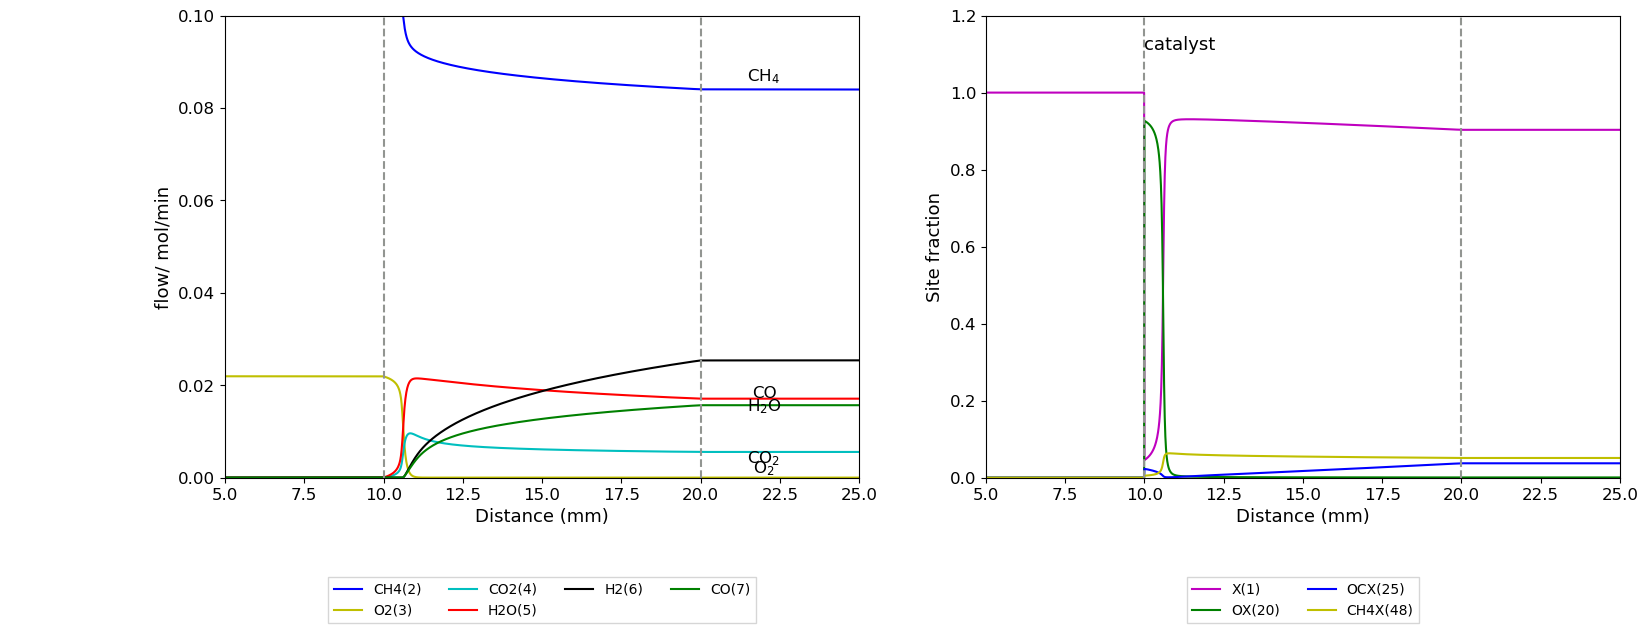 0.10
0.08
0.06
0.04
0.02
0.00
flow/ mol/min
CH₄
CO
H₂O
CO₂
O₂
5.0 7.5 10.0 12.5 15.0 17.5 20.0 22.5 25.0
Distance (mm)
CH4(2) CO2(4) H2(6) CO(7)
O2(3) H2O(5)
1.2
1.0
0.8
0.6
0.4
0.2
0.0
Site fraction
catalyst
5.0 7.5 10.0 12.5 15.0 17.5 20.0 22.5 25.0
Distance (mm)
X(1) OCX(25)
OX(20) CH4X(48)